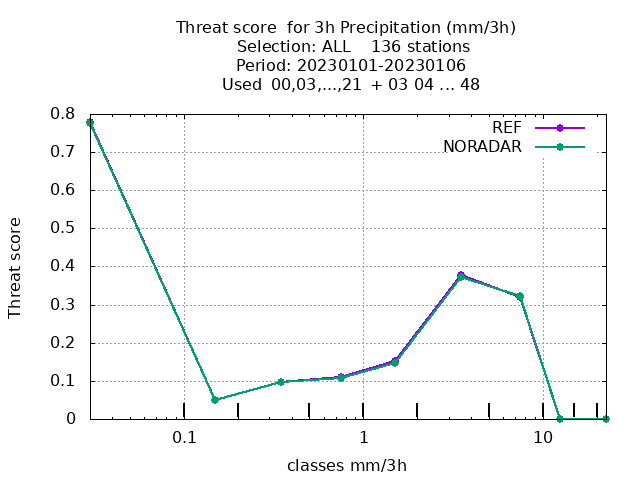 Threat score  for 3h Precipitation (mm/3h)
Selection: ALL    136 stations
Period: 20230101-20230106
Used  00,03,...,21  + 03 04 ... 48
REF
NORADAR
0.8
0.7
0.6
0.5
0.4
0.3
0.2
0.1
0
Threat score
0.1
1
10
classes mm/3h